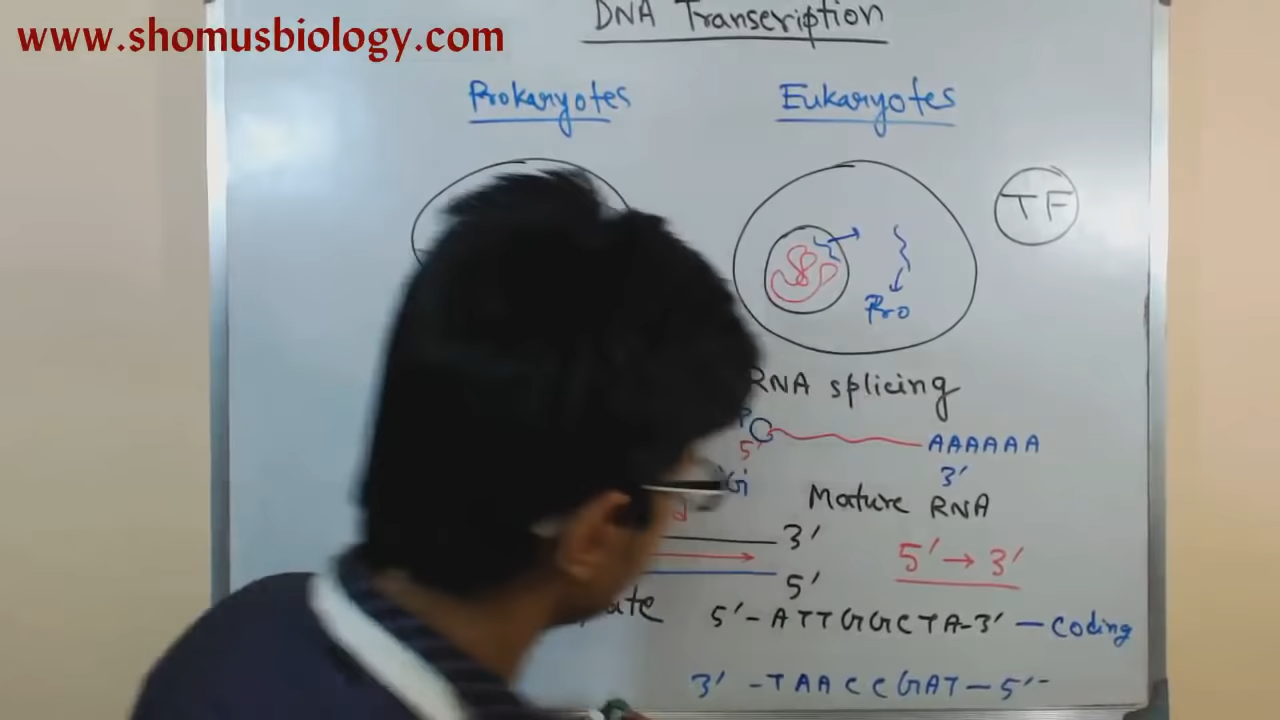 www.shomusbiology.com
DNA Transcription
Prokaryotes
Eukaryotes
TF
Pro
RNA splicing
P
5'
AAAAAA
3'
G
Mature RNA
3'
5' → 3'
5'
5'-ATTGGCTA-3' - Coding
3' -TAACCGAT-5'-